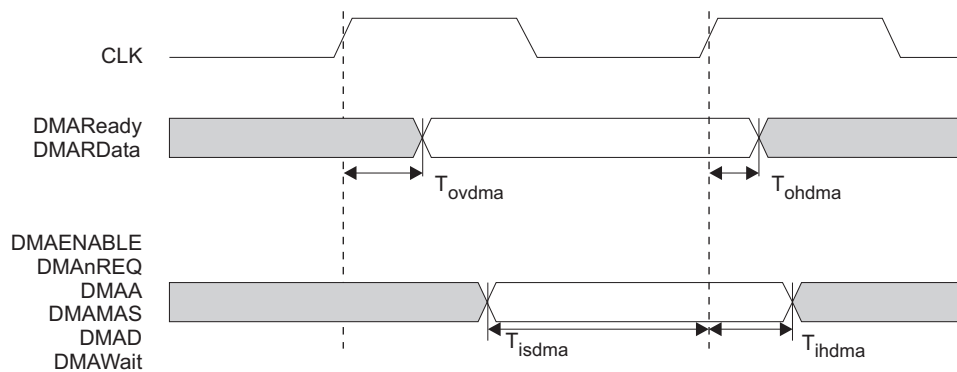 CLK
DMAReady
DMARData
Tovdma
Tohdma
DMAENABLE
DMAnREQ
DMAA
DMAMAS
DMAD
DMAWait
Tisdma
Tihdma